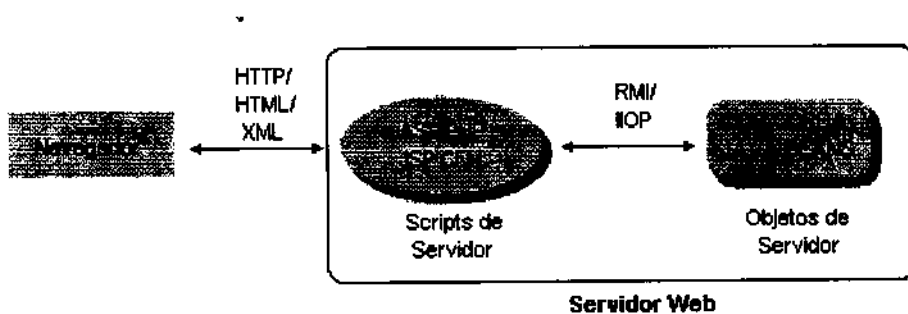 HTTP/
HTML/
XML
Navegador
RMI/
IIOP
Scripts de
Servidor
Objetos de
Servidor
Servidor Web